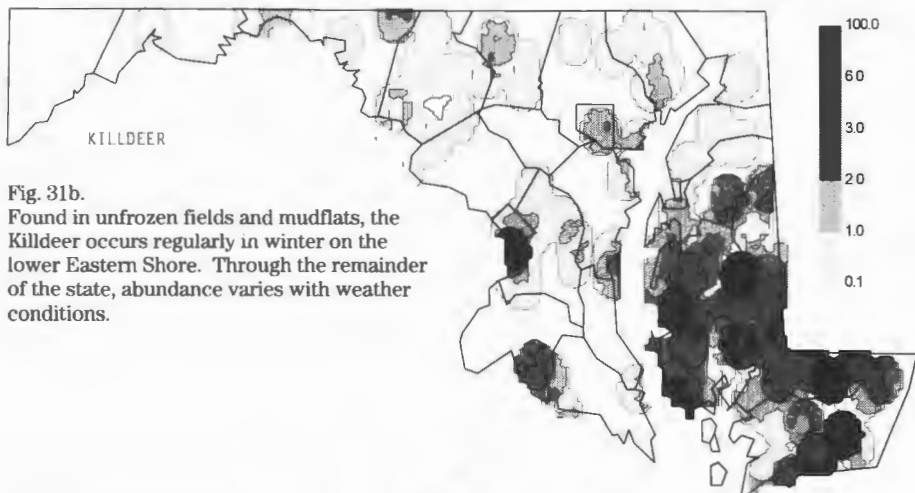 KILLDEER
Fig. 31b.
Found in unfrozen fields and mudflats, the
Killdeer occurs regularly in winter on the
lower Eastern Shore. Through the remainder
of the state, abundance varies with weather
conditions.
100.0
6.0
3.0
2.0
1.0
0.1